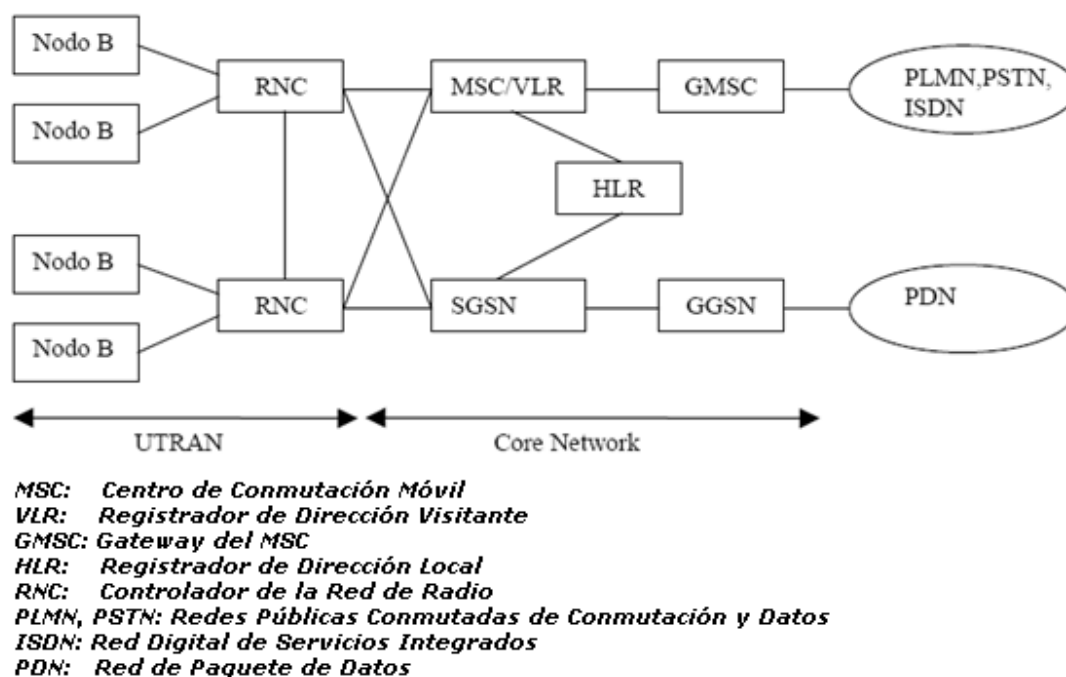 Nodo B
Nodo B
RNC
MSC/VLR
GMSC
PLMN,PSTN,
ISDN
HLR
Nodo B
Nodo B
RNC
SGSN
GGSN
PDN
UTRAN
Core Network
MSC: Centro de Conmutación Móvil
VLR: Registrador de Dirección Visitante
GMSC: Gateway del MSC
HLR: Registrador de Dirección Local
RNC: Controlador de la Red de Radio
PLMN, PSTN: Redes Públicas Conmutadas de Conmutación y Datos
ISDN: Red Digital de Servicios Integrados
PDN: Red de Paquete de Datos